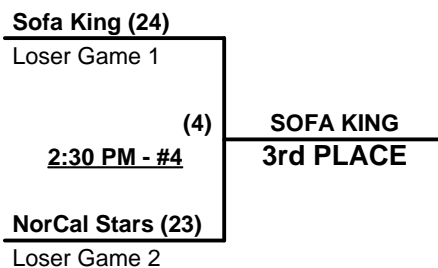 Sofa King (24)
Loser Game 1
(4)
SOFA KING
2:30 PM - #4
3rd PLACE
NorCal Stars (23)
Loser Game 2